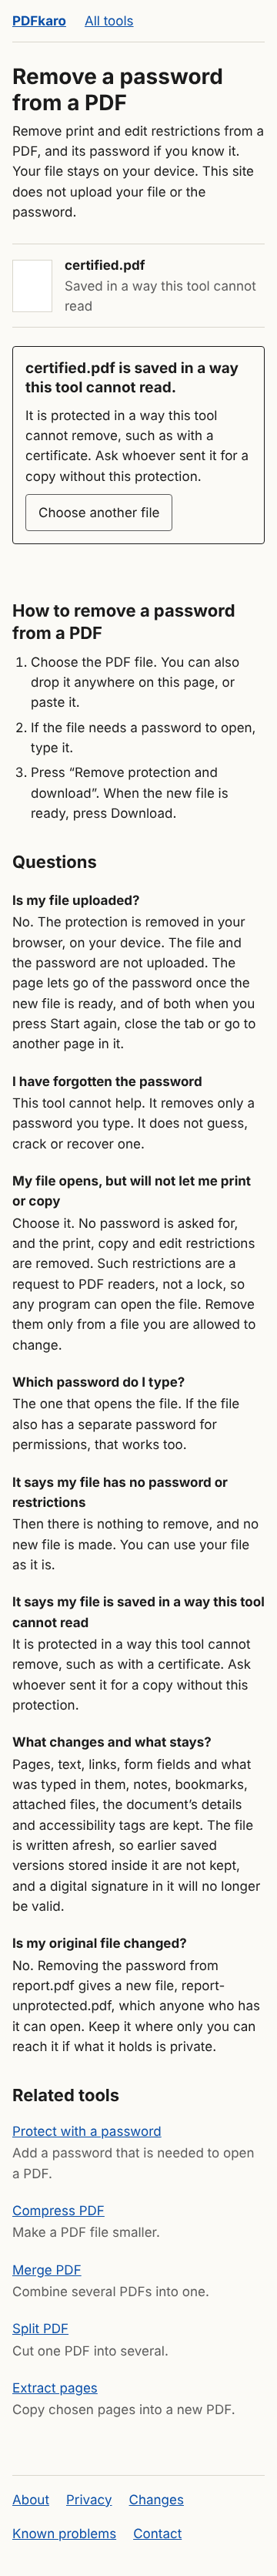 PDFkaro All tools
Remove a password
from a PDF
Remove print and edit restrictions from a
PDF, and its password if you know it.
Your file stays on your device. This site
does not upload your file or the
password.
certified.pdf
Saved in a way this tool cannot
read
certified.pdf is saved in a way
this tool cannot read.
It is protected in a way this tool
cannot remove, such as with a
certificate. Ask whoever sent it for a
copy without this protection.
Choose another file
How to remove a password
from a PDF
1. Choose the PDF file. You can also
drop it anywhere on this page, or
paste it.
2. If the file needs a password to open,
type it.
3. Press “Remove protection and
download”. When the new file is
ready, press Download.
Questions
Is my file uploaded?
No. The protection is removed in your
browser, on your device. The file and
the password are not uploaded. The
page lets go of the password once the
new file is ready, and of both when you
press Start again, close the tab or go to
another page in it.
I have forgotten the password
This tool cannot help. It removes only a
password you type. It does not guess,
crack or recover one.
My file opens, but will not let me print
or copy
Choose it. No password is asked for,
and the print, copy and edit restrictions
are removed. Such restrictions are a
request to PDF readers, not a lock, so
any program can open the file. Remove
them only from a file you are allowed to
change.
Which password do I type?
The one that opens the file. If the file
also has a separate password for
permissions, that works too.
It says my file has no password or
restrictions
Then there is nothing to remove, and no
new file is made. You can use your file
as it is.
It says my file is saved in a way this tool
cannot read
It is protected in a way this tool cannot
remove, such as with a certificate. Ask
whoever sent it for a copy without this
protection.
What changes and what stays?
Pages, text, links, form fields and what
was typed in them, notes, bookmarks,
attached files, the document’s details
and accessibility tags are kept. The file
is written afresh, so earlier saved
versions stored inside it are not kept,
and a digital signature in it will no longer
be valid.
Is my original file changed?
No. Removing the password from
report.pdf gives a new file, report-
unprotected.pdf, which anyone who has
it can open. Keep it where only you can
reach it if what it holds is private.
Related tools
Protect with a password
Add a password that is needed to open
a PDF.
Compress PDF
Make a PDF file smaller.
Merge PDF
Combine several PDFs into one.
Split PDF
Cut one PDF into several.
Extract pages
Copy chosen pages into a new PDF.
About Privacy Changes
Known problems Contact